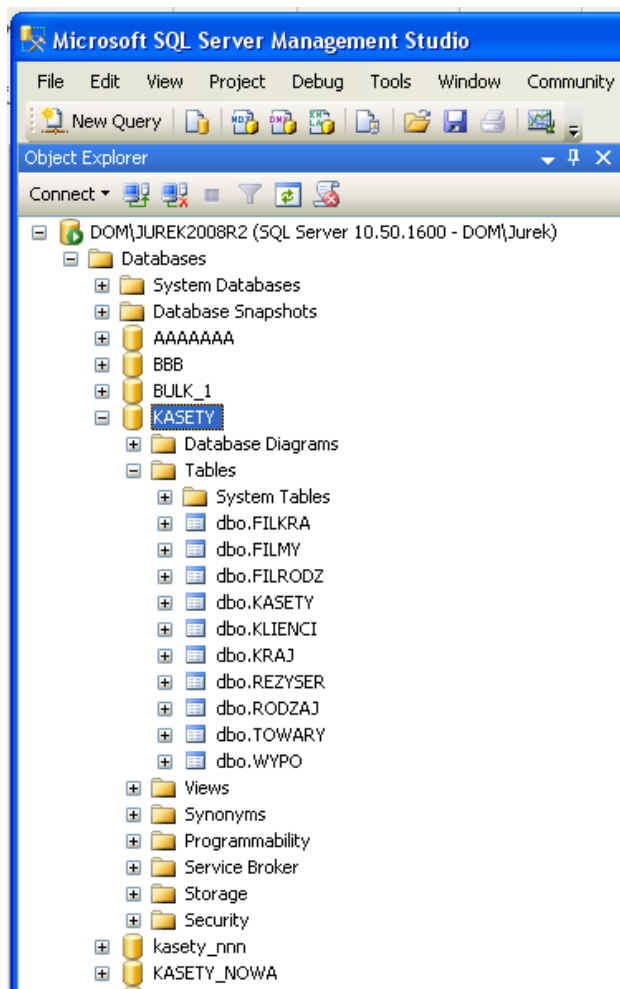 Microsoft SQL Server Management Studio
File Edit View Project Debug Tools Window Community
New Query
Object Explorer
Connect
DOM\JUREK2008R2 (SQL Server 10.50.1600 - DOM\Jurek)
Databases
System Databases
Database Snapshots
AAAAAAA
BBB
BULK_1
KASETY
Database Diagrams
Tables
System Tables
dbo.FILKRA
dbo.FILMY
dbo.FILRODZ
dbo.KASETY
dbo.KLIENCI
dbo.KRAJ
dbo.REZYSER
dbo.RODZAJ
dbo.TOWARY
dbo.WYPO
Views
Synonyms
Programmability
Service Broker
Storage
Security
kasety_nnn
KASETY_NOWA